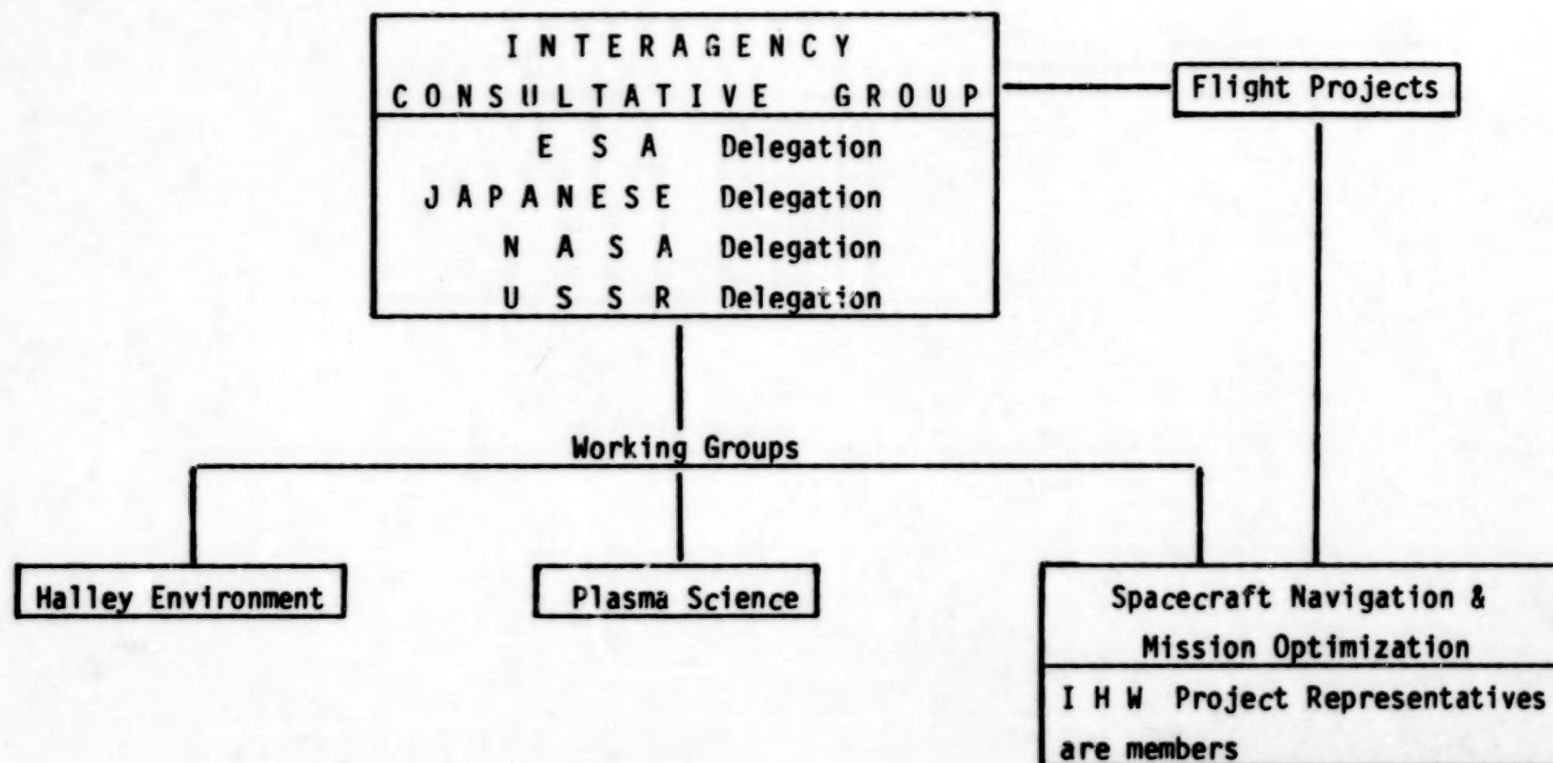 INTERAGENCY
CONSULTATIVE GROUP
ESA Delegation
JAPANESE Delegation
NASA Delegation
USSR Delegation
Flight Projects
Working Groups
Halley Environment
Plasma Science
Spacecraft Navigation &
Mission Optimization
IHW Project Representatives
are members